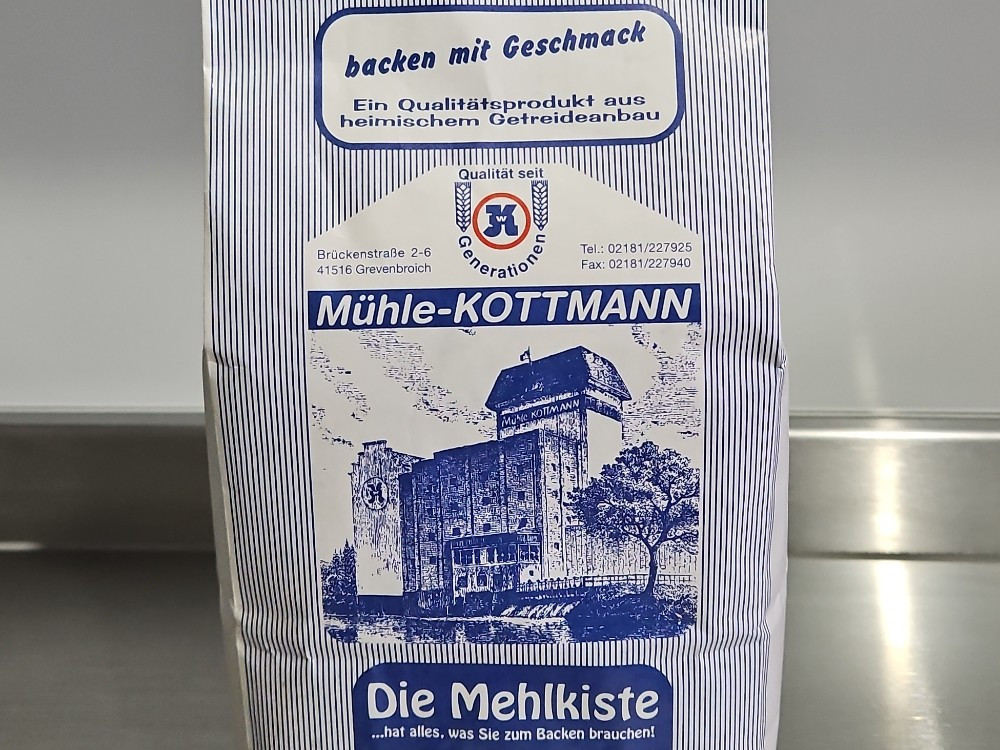 backen mit Geschmack
Ein Qualitätsprodukt aus
heimischem Getreideanbau
Qualität seit
Generationen
Brückenstraße 2-6
41516 Grevenbroich
Tel.: 02181/227925
Fax: 02181/227940
Mühle-KOTTMANN
Mühle KOTTMANN
Die Mehlkiste
...hat alles, was Sie zum Backen brauchen!